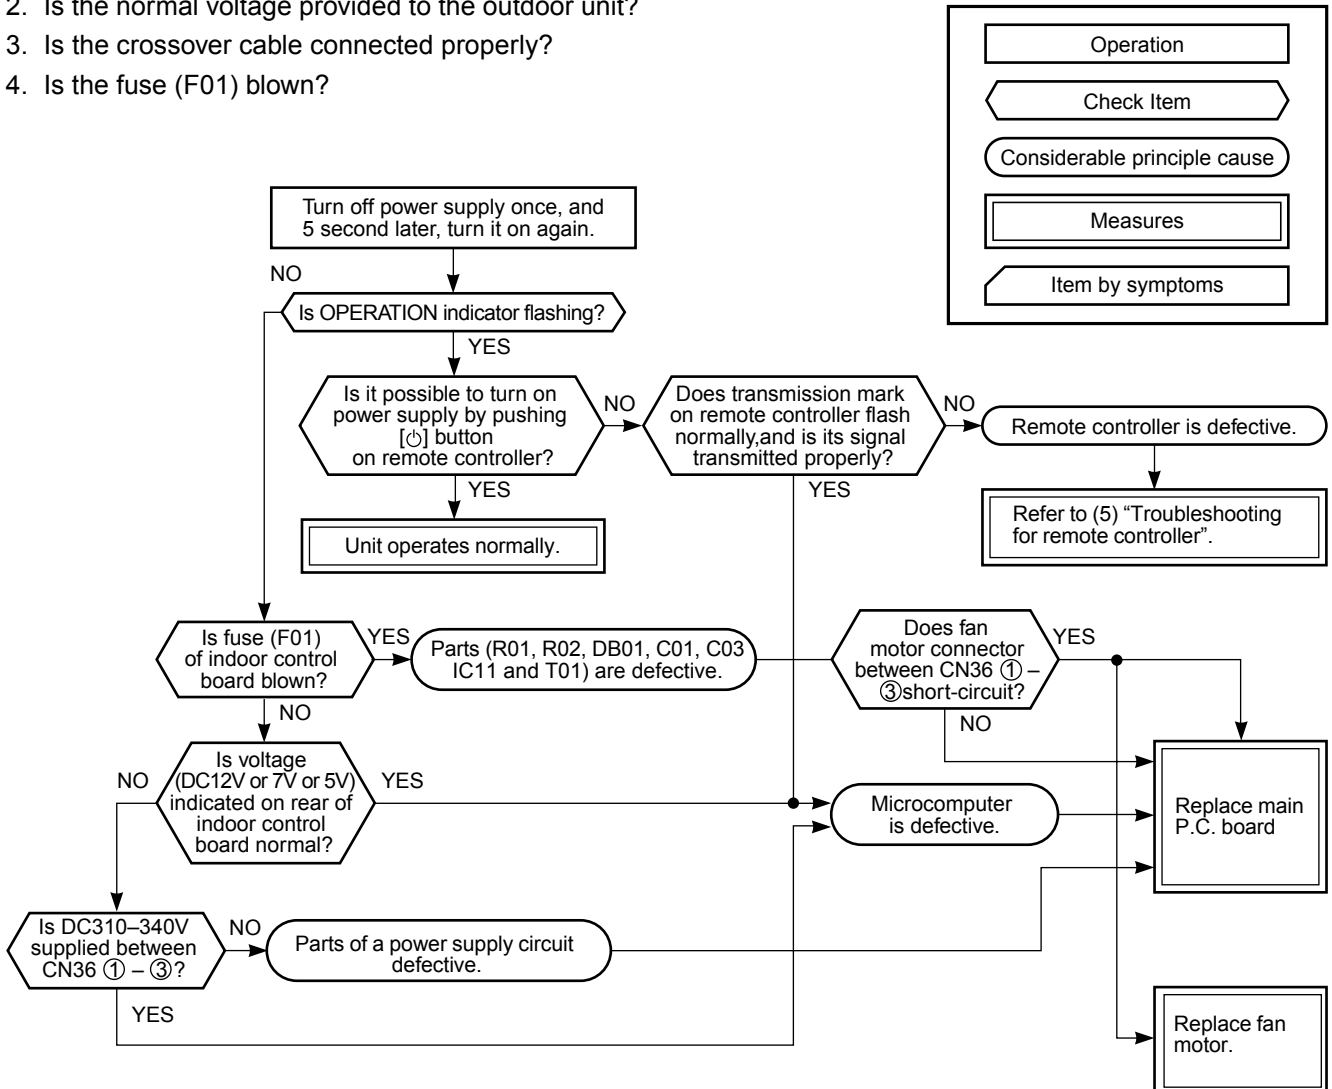 2. Is the normal voltage provided to the outdoor unit?
3. Is the crossover cable connected properly?
4. Is the fuse (F01) blown?
Operation
Check Item
Considerable principle cause
Measures
Item by symptoms
Turn off power supply once, and
5 second later, turn it on again.
NO
Is OPERATION indicator flashing?
YES
Is it possible to turn on
power supply by pushing
[⏻] button
on remote controller?
NO
Does transmission mark
on remote controller flash
normally,and is its signal
transmitted properly?
NO
Remote controller is defective.
YES
YES
Unit operates normally.
Refer to (5) “Troubleshooting
for remote controller”.
Is fuse (F01)
of indoor control
board blown?
YES
Parts (R01, R02, DB01, C01, C03
IC11 and T01) are defective.
Does fan
motor connector
between CN36 ① –
③short-circuit?
YES
NO
NO
Is voltage
(DC12V or 7V or 5V)
indicated on rear of
indoor control
board normal?
NO
YES
Microcomputer
is defective.
Replace main
P.C. board
Is DC310–340V
supplied between
CN36 ① – ③?
NO
Parts of a power supply circuit
defective.
YES
Replace fan
motor.